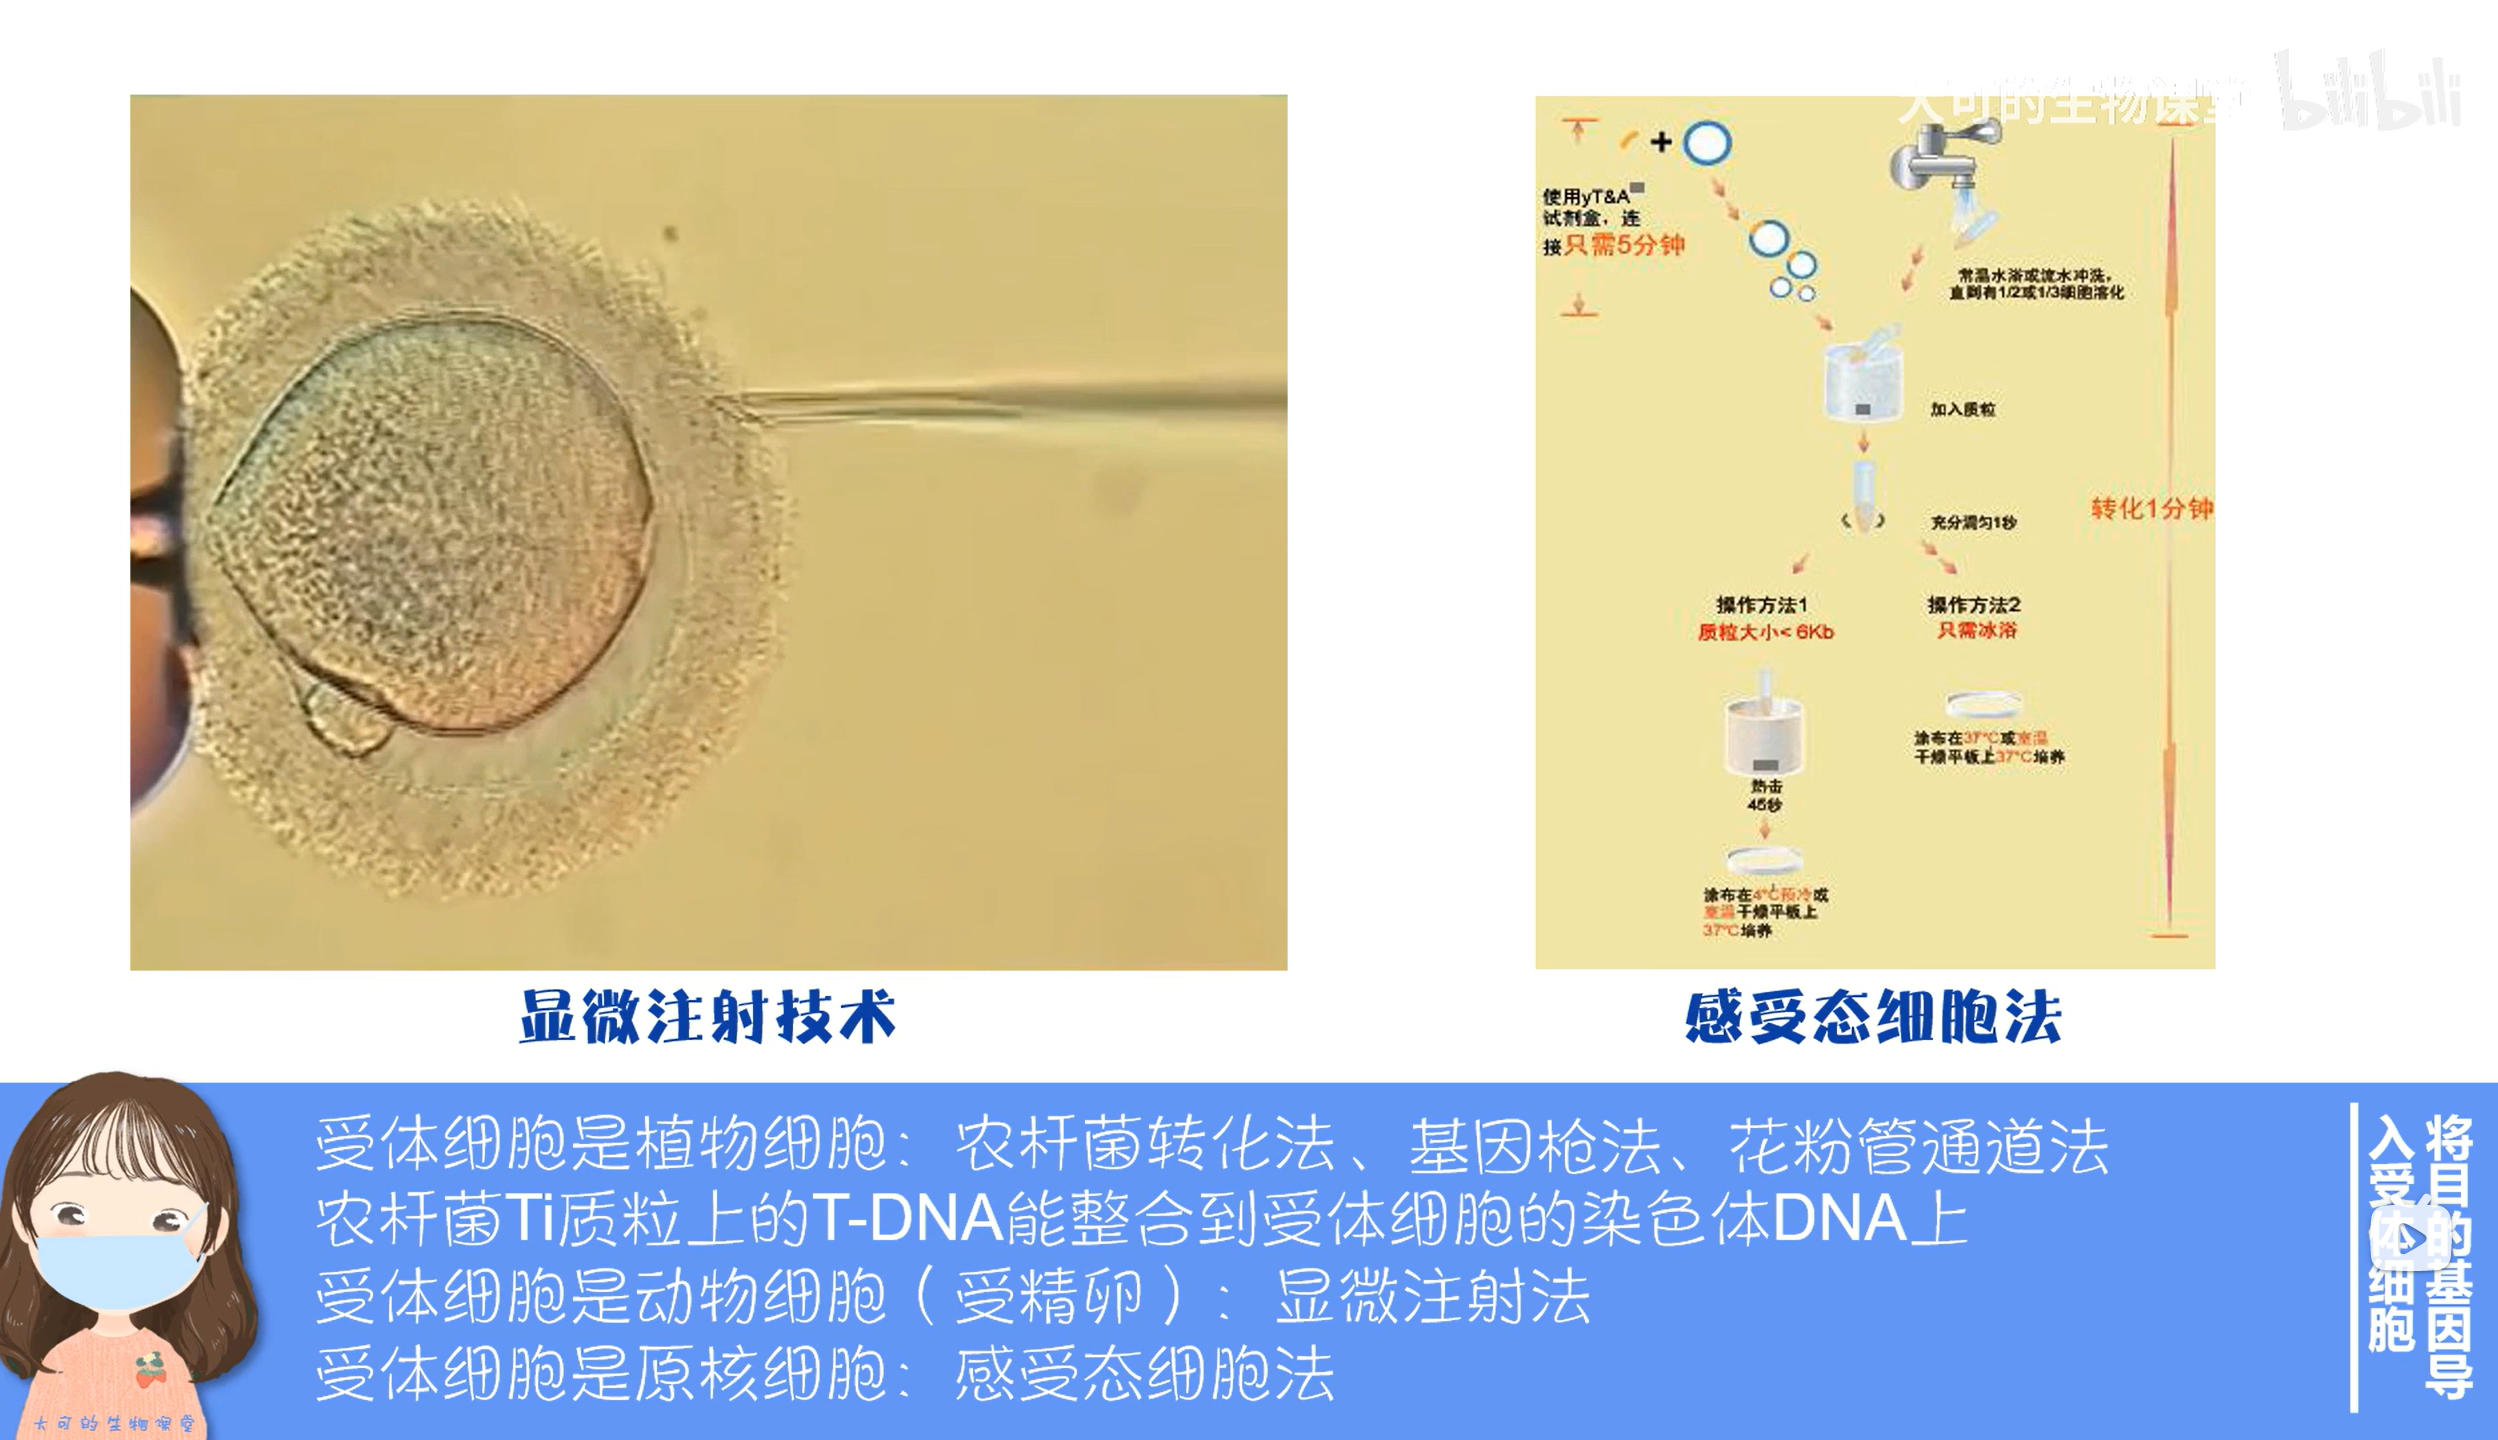 大可的生物课堂 bilibili
使用yT&A
试剂盒，连
接只需5分钟
常温水浴或流水冲洗，
直到有1/2或1/3细胞溶化
加入质粒
充分混匀1秒
转化1分钟
操作方法1
质粒大小< 6Kb
操作方法2
只需冰浴
热击
45秒
涂布在37℃或室温
干燥平板上37℃培养
涂布在4℃预冷或
室温干燥平板上
37℃培养
显微注射技术
感受态细胞法
受体细胞是植物细胞：农杆菌转化法、基因枪法、花粉管通道法
农杆菌Ti质粒上的T-DNA能整合到受体细胞的染色体DNA上
受体细胞是动物细胞（受精卵）：显微注射法
受体细胞是原核细胞：感受态细胞法
将目的基因导
入受体细胞
大可的生物课堂